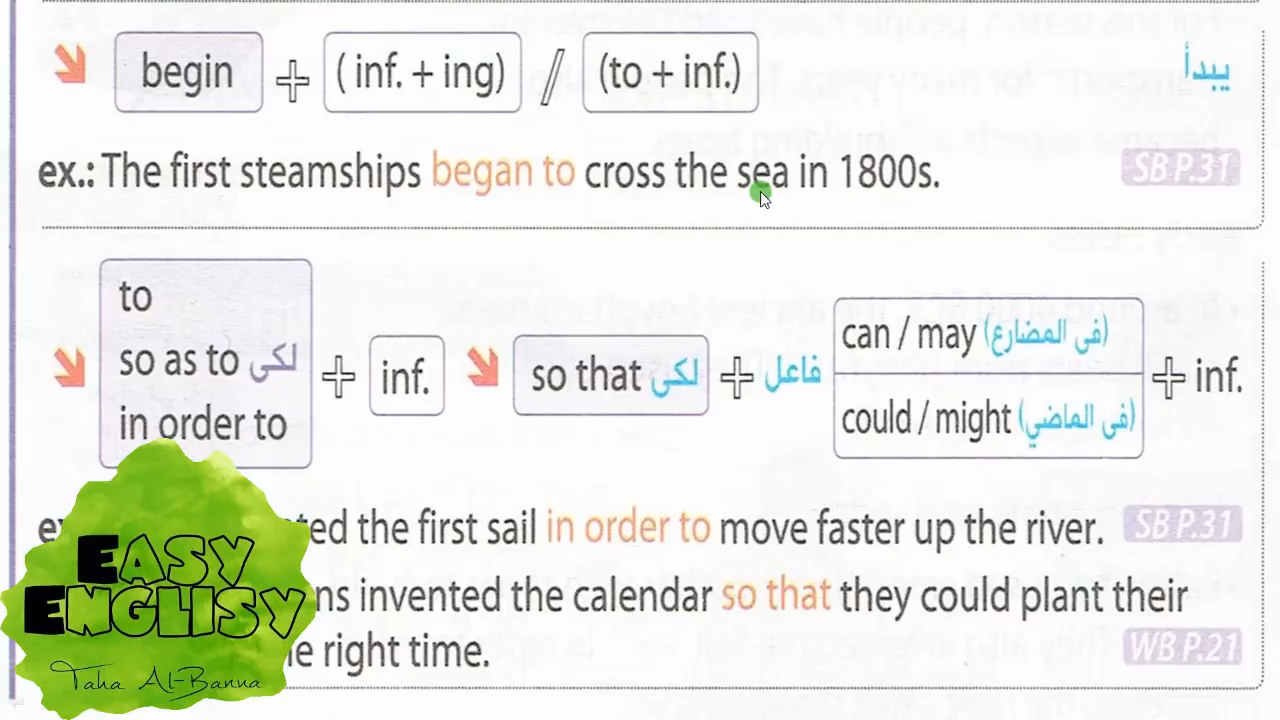 begin + ( inf. + ing) // (to + inf.) يبدأ
ex.: The first steamships began to cross the sea in 1800s. SB P.31
to
so as to لكى + inf. so that لكى + فاعل can / may (فى المضارع) could / might (فى الماضي) + inf.
in order to
the first sail in order to move faster up the river. SB P.31
invented the calendar so that they could plant their
right time. WB P.21
EASY
ENGLISY
Taha Al-Banna